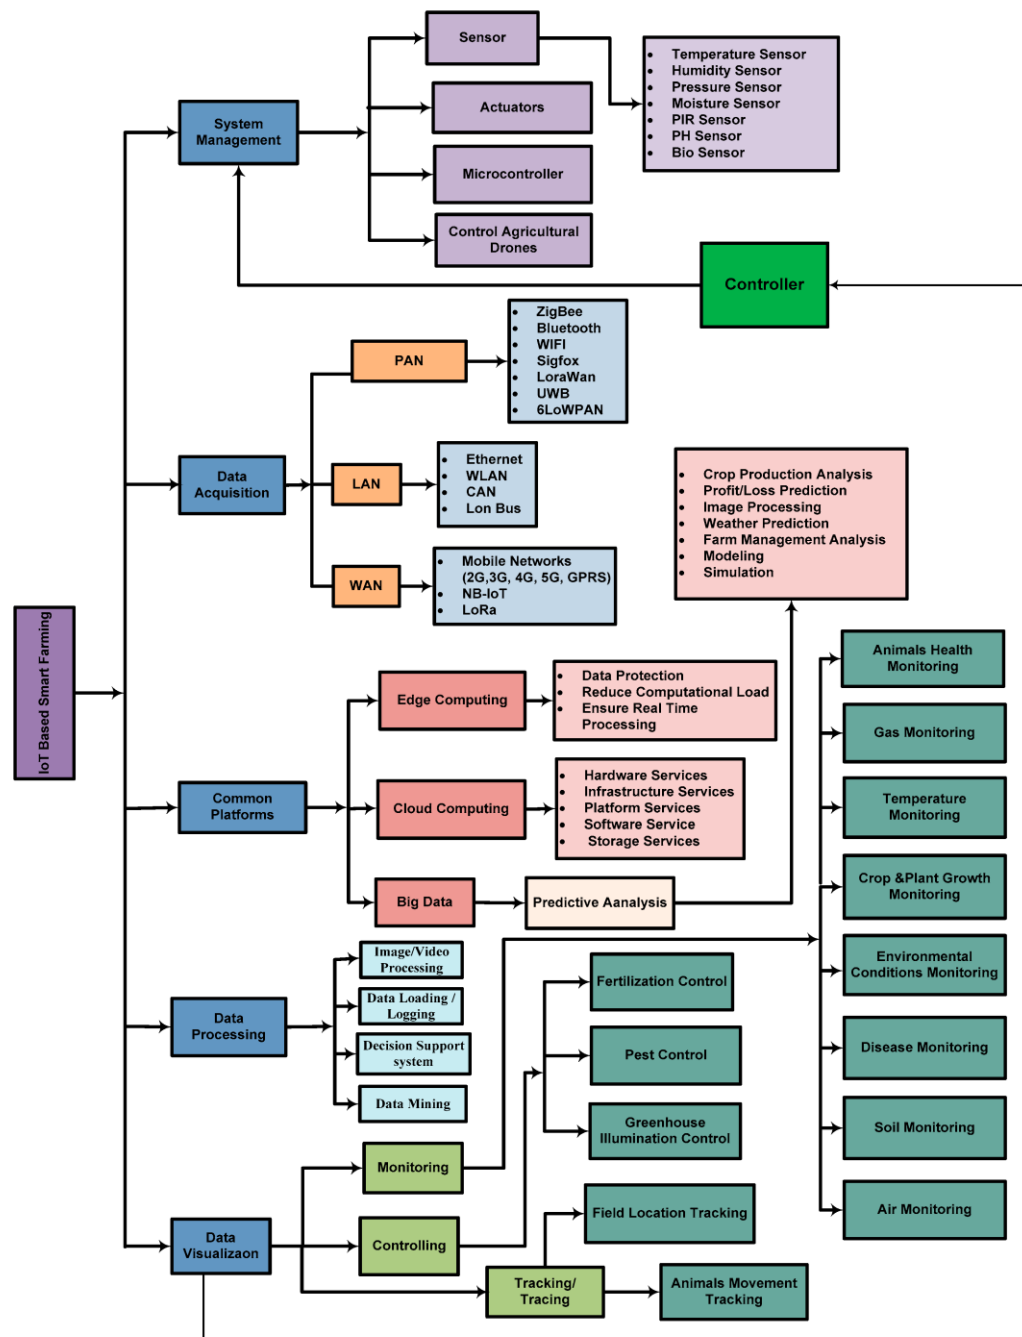 IoT Based Smart Farming
System
Management
Sensor
Temperature Sensor
Humidity Sensor
Pressure Sensor
Moisture Sensor
PIR Sensor
PH Sensor
Bio Sensor
Actuators
Microcontroller
Control Agricultural
Drones
Controller
Data
Acquisition
PAN
ZigBee
Bluetooth
WIFI
Sigfox
LoraWan
UWB
6LoWPAN
LAN
Ethernet
WLAN
CAN
Lon Bus
WAN
Mobile Networks
(2G,3G, 4G, 5G, GPRS)
NB-IoT
LoRa
Common
Platforms
Edge Computing
Data Protection
Reduce Computational Load
Ensure Real Time
Processing
Cloud Computing
Hardware Services
Infrastructure Services
Platform Services
Software Service
Storage Services
Big Data
Predictive Aanalysis
Crop Production Analysis
Profit/Loss Prediction
Image Processing
Weather Prediction
Farm Management Analysis
Modeling
Simulation
Data
Processing
Image/Video
Processing
Data Loading /
Logging
Decision Support
system
Data Mining
Data
Visualizaon
Monitoring
Animals Health
Monitoring
Gas Monitoring
Temperature
Monitoring
Crop &Plant Growth
Monitoring
Environmental
Conditions Monitoring
Disease Monitoring
Soil Monitoring
Air Monitoring
Controlling
Fertilization Control
Pest Control
Greenhouse
Illumination Control
Tracking/
Tracing
Field Location Tracking
Animals Movement
Tracking